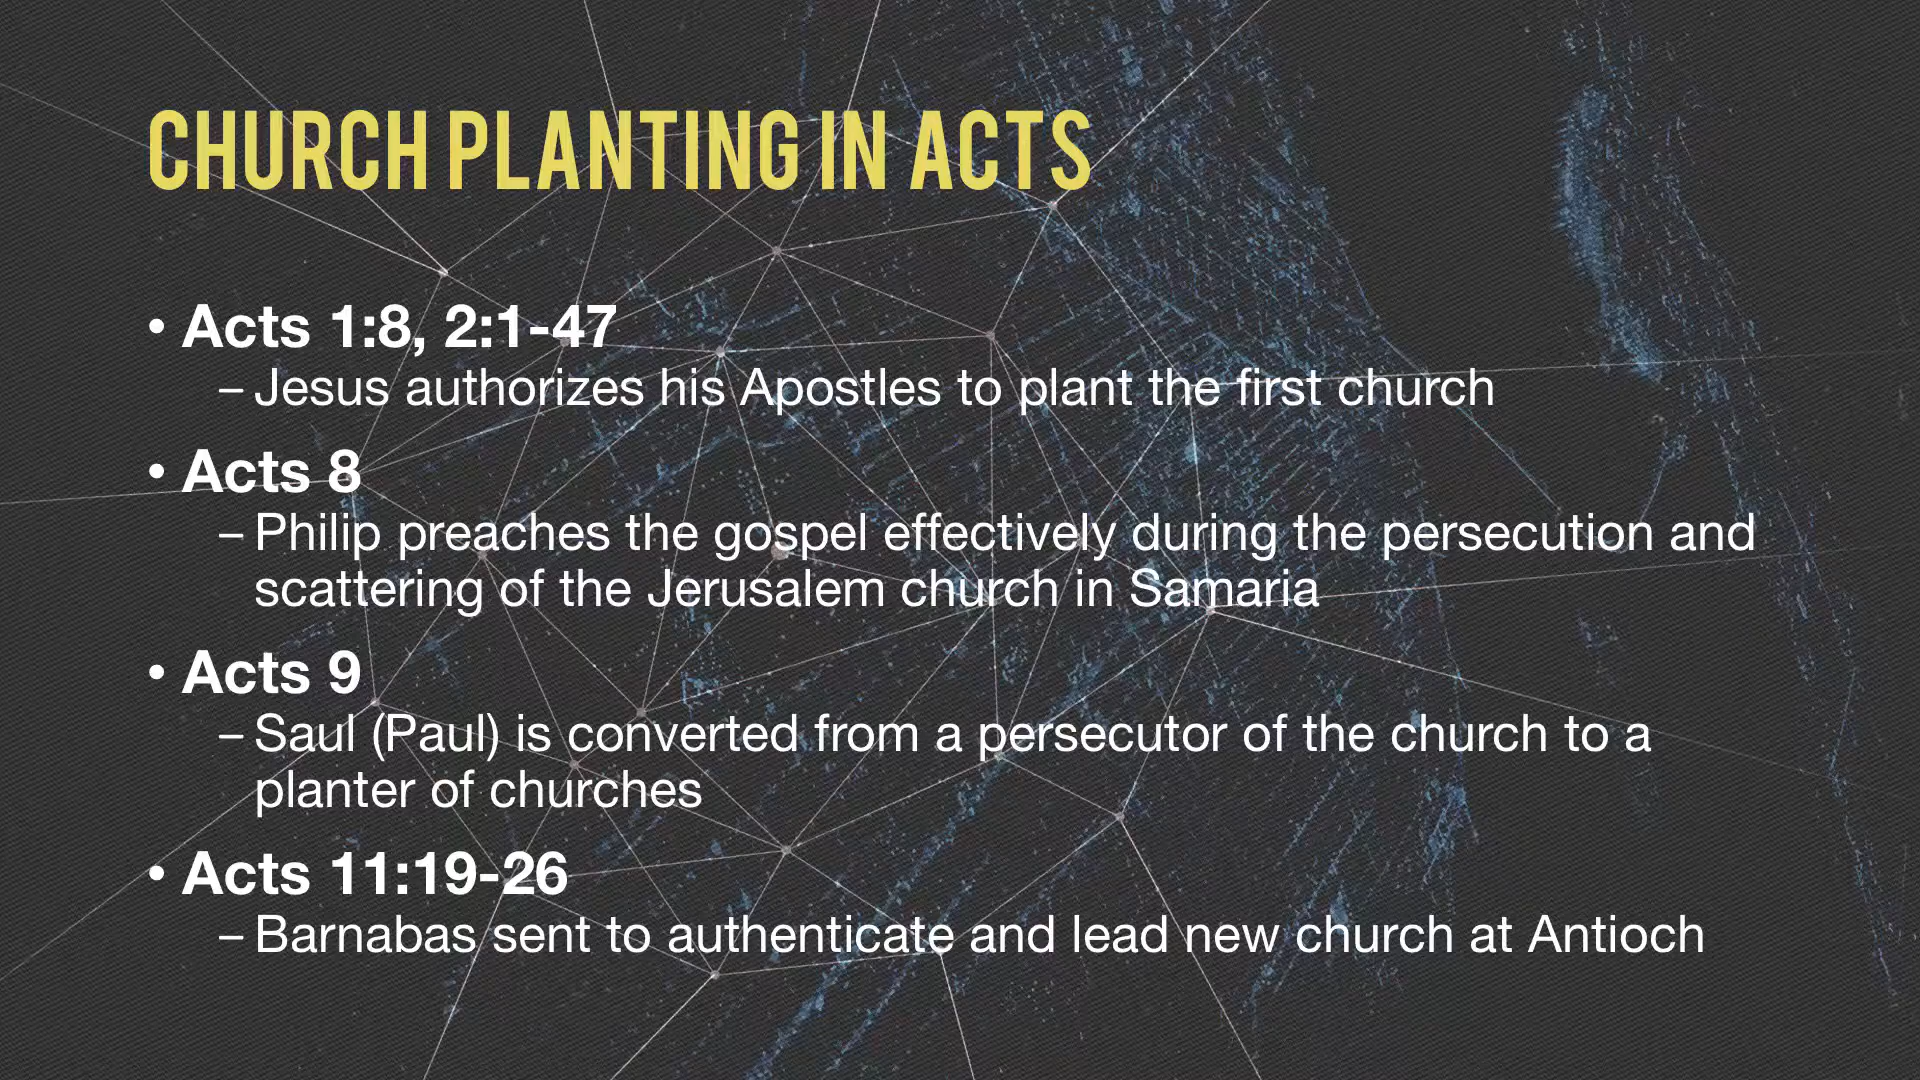 CHURCH PLANTING IN ACTS
• Acts 1:8, 2:1-47
– Jesus authorizes his Apostles to plant the first church
• Acts 8
– Philip preaches the gospel effectively during the persecution and
scattering of the Jerusalem church in Samaria
• Acts 9
– Saul (Paul) is converted from a persecutor of the church to a
planter of churches
• Acts 11:19-26
– Barnabas sent to authenticate and lead new church at Antioch